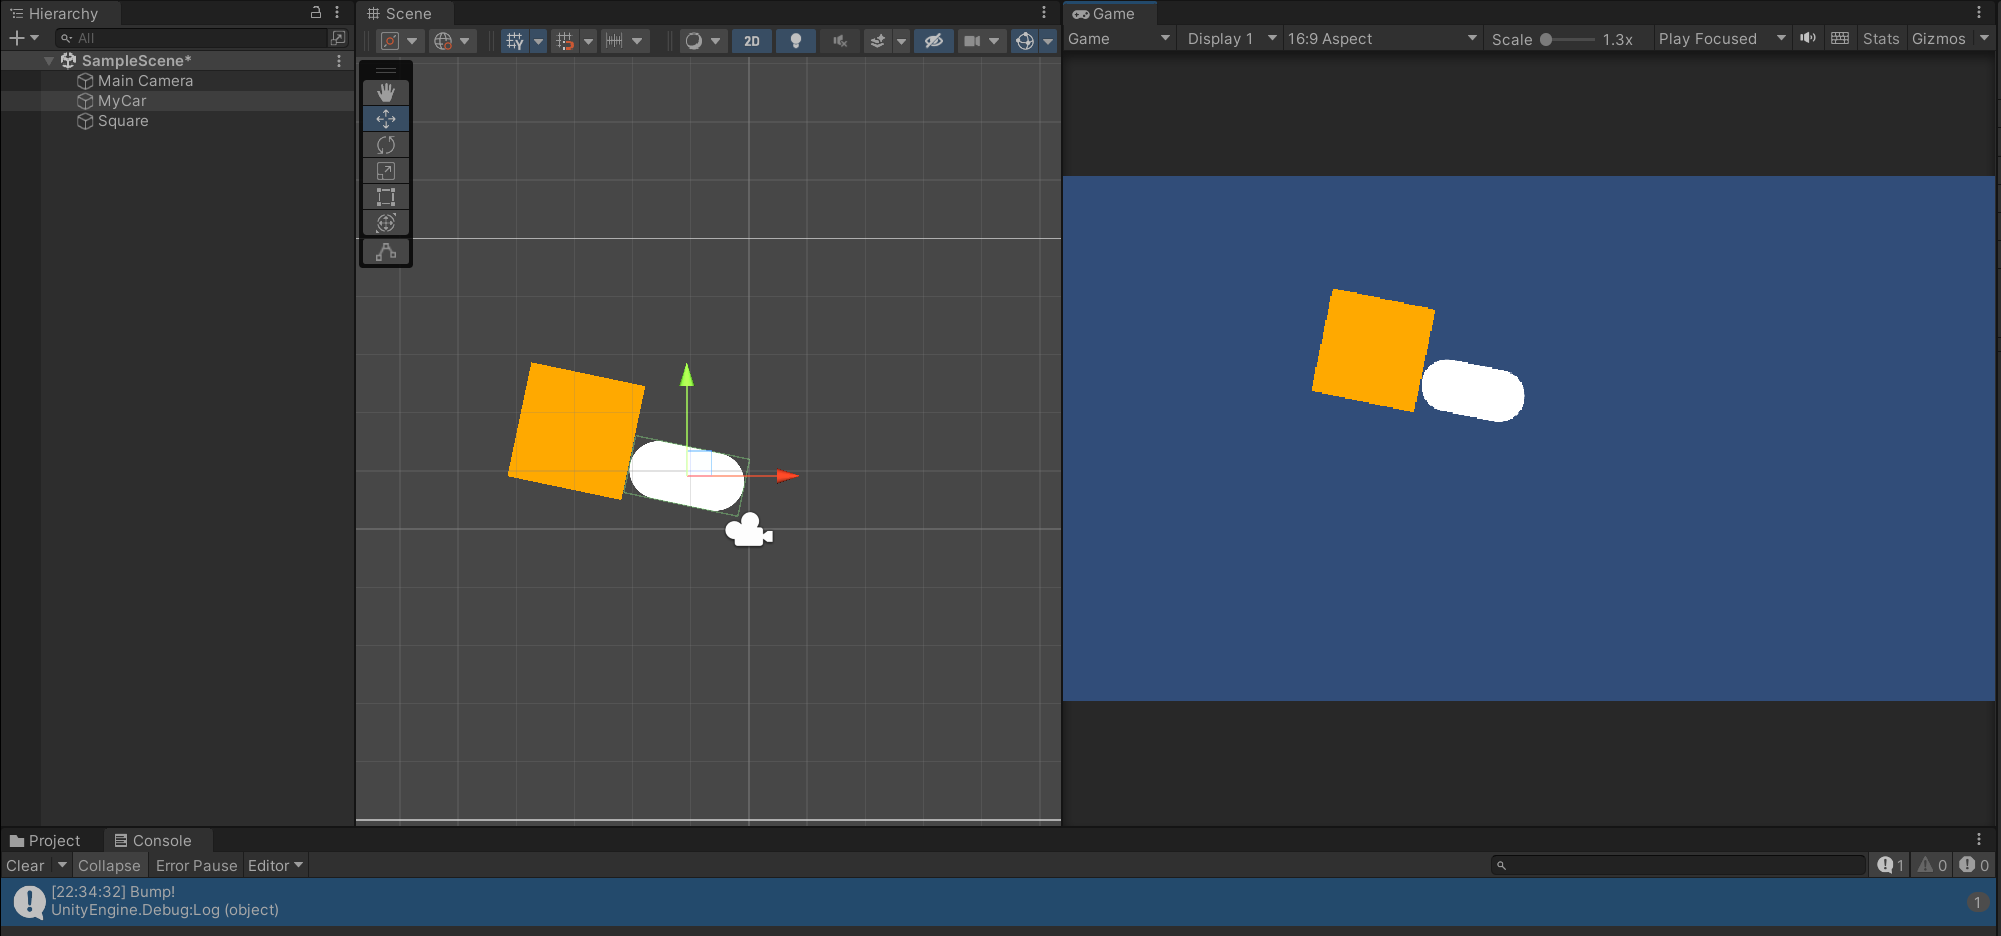 Hierarchy
All
SampleScene*
Main Camera
MyCar
Square
Scene
2D
Game
Game Display 1 16:9 Aspect Scale 1.3x Play Focused Stats Gizmos
Project Console
Clear Collapse Error Pause Editor 1 0 0
[22:34:32] Bump!
UnityEngine.Debug:Log (object)
1